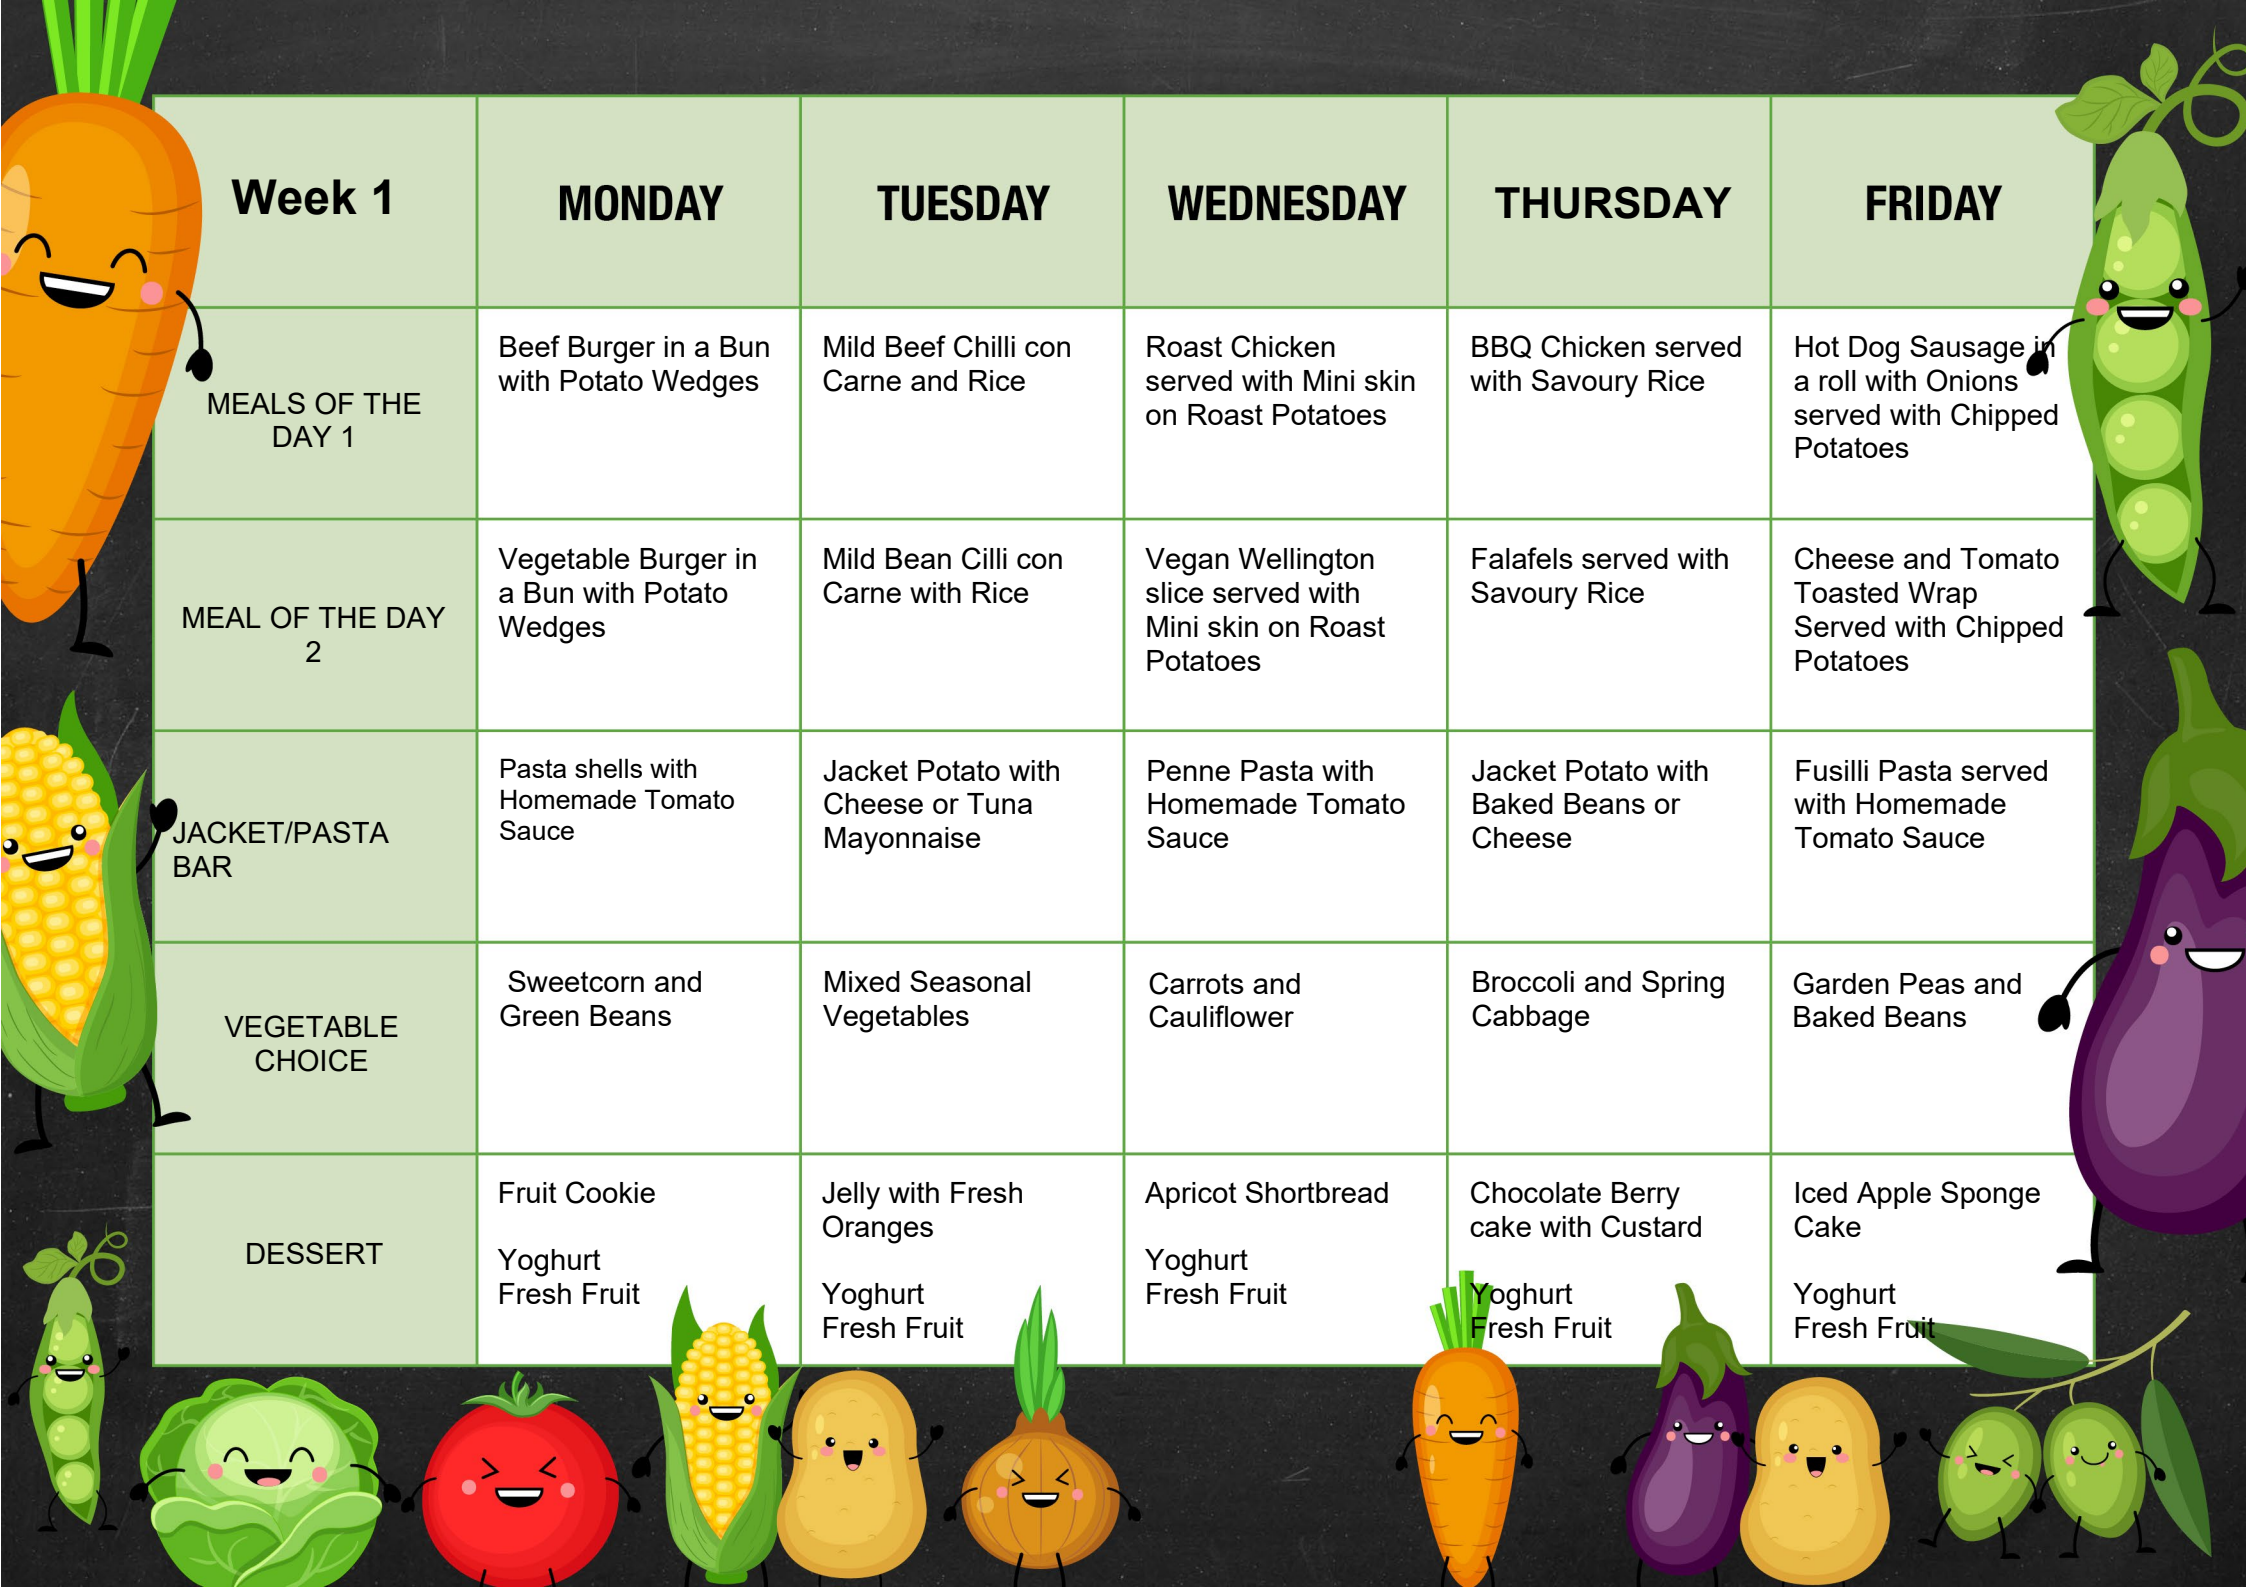 Week 1
MONDAY
TUESDAY
WEDNESDAY
THURSDAY
FRIDAY
MEALS OF THE
DAY 1
Beef Burger in a Bun
with Potato Wedges
Mild Beef Chilli con
Carne and Rice
Roast Chicken
served with Mini skin
on Roast Potatoes
BBQ Chicken served
with Savoury Rice
Hot Dog Sausage in
a roll with Onions
served with Chipped
Potatoes
MEAL OF THE DAY
2
Vegetable Burger in
a Bun with Potato
Wedges
Mild Bean Cilli con
Carne with Rice
Vegan Wellington
slice served with
Mini skin on Roast
Potatoes
Falafels served with
Savoury Rice
Cheese and Tomato
Toasted Wrap
Served with Chipped
Potatoes
JACKET/PASTA
BAR
Pasta shells with
Homemade Tomato
Sauce
Jacket Potato with
Cheese or Tuna
Mayonnaise
Penne Pasta with
Homemade Tomato
Sauce
Jacket Potato with
Baked Beans or
Cheese
Fusilli Pasta served
with Homemade
Tomato Sauce
VEGETABLE
CHOICE
Sweetcorn and
Green Beans
Mixed Seasonal
Vegetables
Carrots and
Cauliflower
Broccoli and Spring
Cabbage
Garden Peas and
Baked Beans
DESSERT
Fruit Cookie
Yoghurt
Fresh Fruit
Jelly with Fresh
Oranges
Yoghurt
Fresh Fruit
Apricot Shortbread
Yoghurt
Fresh Fruit
Chocolate Berry
cake with Custard
Yoghurt
Fresh Fruit
Iced Apple Sponge
Cake
Yoghurt
Fresh Fruit